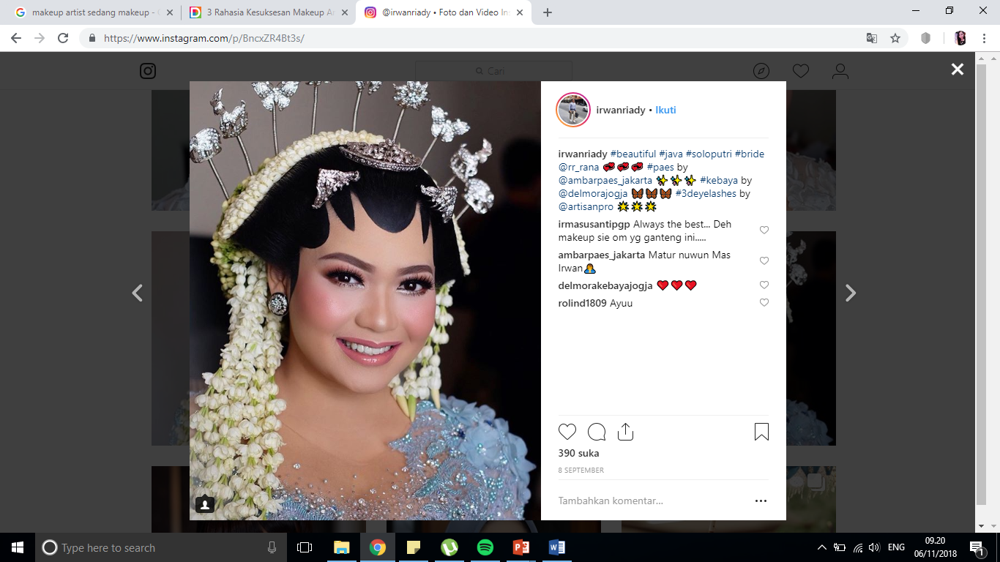 makeup artist sedang makeup - G
3 Rahasia Kesuksesan Makeup Ar
@irwanriady • Foto dan Video Ins
https://www.instagram.com/p/BncxZR4Bt3s/
Cari
irwanriady • Ikuti
irwanriady #beautiful #java #soloputri #bride
@rr_rana 💋💋💋 #paes by
@ambarpaes_jakarta ✨✨✨ #kebaya by
@delmorajogja 🦋🦋🦋 #3deyelashes by
@artisanpro 🌟🌟🌟
irmasusantipgp Always the best... Deh
makeup sie om yg ganteng ini.....
ambarpaes_jakarta Matur nuwun Mas
Irwan
delmorakebayajogja ❤❤❤
rolind1809 Ayuu
390 suka
8 SEPTEMBER
Tambahkan komentar...
Type here to search
ENG
09.20
06/11/2018
1